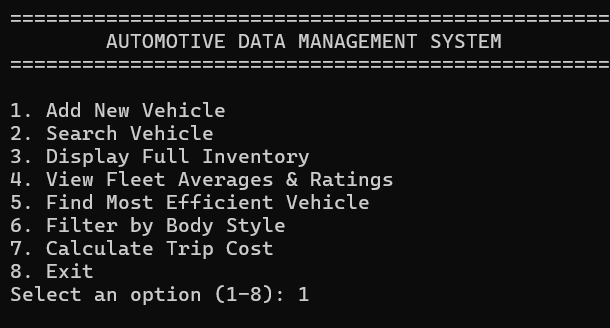 ==================================================
AUTOMOTIVE DATA MANAGEMENT SYSTEM
==================================================
1. Add New Vehicle
2. Search Vehicle
3. Display Full Inventory
4. View Fleet Averages & Ratings
5. Find Most Efficient Vehicle
6. Filter by Body Style
7. Calculate Trip Cost
8. Exit
Select an option (1-8): 1